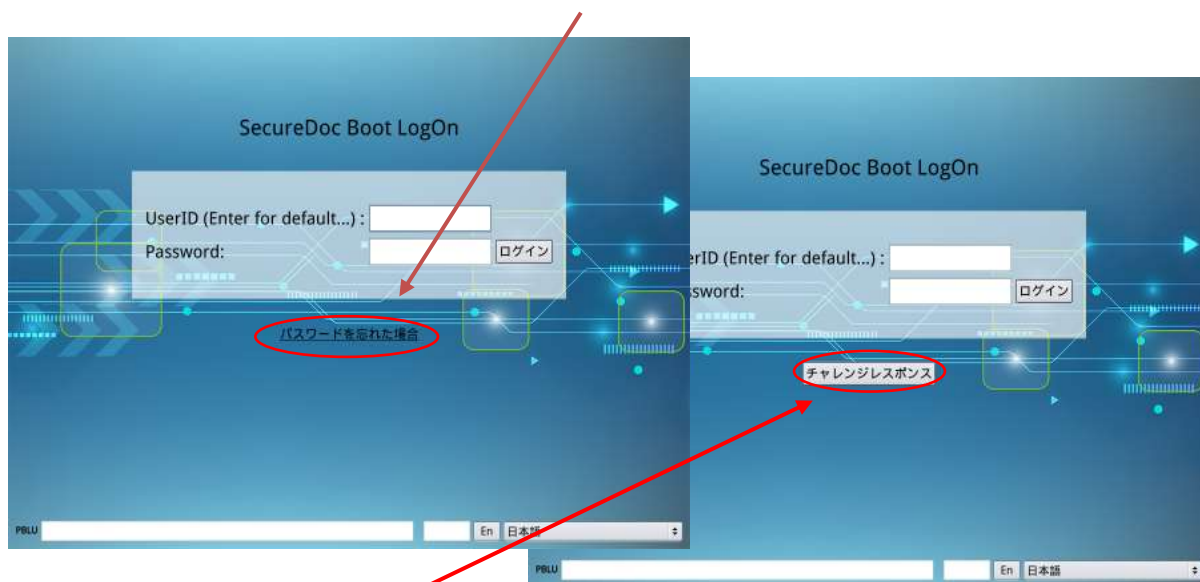 SecureDoc Boot LogOn
UserID (Enter for default...) :
Password:
ログイン
パスワードを忘れた場合
PBLU
En
日本語
SecureDoc Boot LogOn
erID (Enter for default...) :
sword:
ログイン
チャレンジレスポンス
PBLU
En
日本語